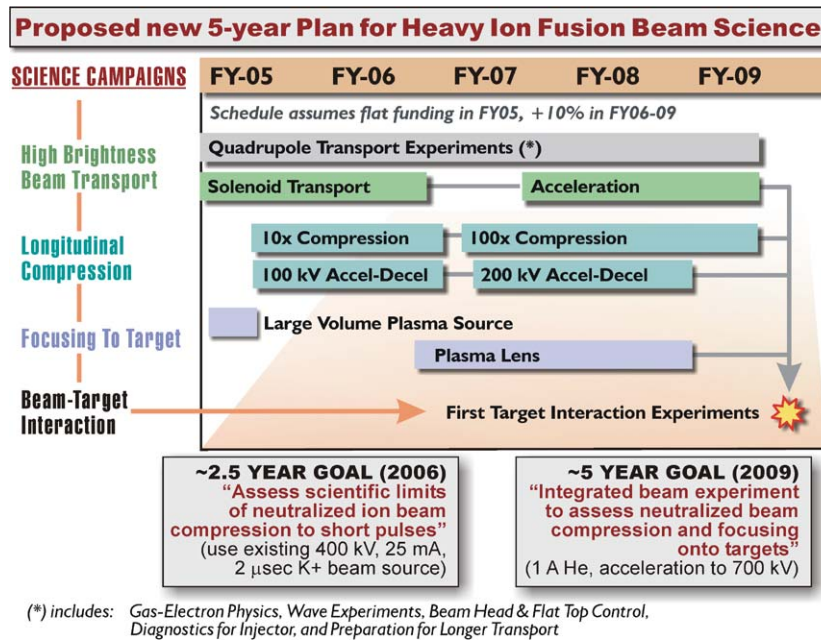 Proposed new 5-year Plan for Heavy Ion Fusion Beam Science
SCIENCE CAMPAIGNS
FY-05 FY-06 FY-07 FY-08 FY-09
Schedule assumes flat funding in FY05, +10% in FY06-09
High Brightness
Beam Transport
Quadrupole Transport Experiments (*)
Solenoid Transport
Acceleration
Longitudinal
Compression
10x Compression
100x Compression
100 kV Accel-Decel
200 kV Accel-Decel
Focusing To Target
Large Volume Plasma Source
Plasma Lens
Beam-Target
Interaction
First Target Interaction Experiments
~2.5 YEAR GOAL (2006)
“Assess scientific limits
of neutralized ion beam
compression to short pulses”
(use existing 400 kV, 25 mA,
2 μsec K+ beam source)
~5 YEAR GOAL (2009)
“Integrated beam experiment
to assess neutralized beam
compression and focusing
onto targets”
(1 A He, acceleration to 700 kV)
(*) includes: Gas-Electron Physics, Wave Experiments, Beam Head & Flat Top Control,
Diagnostics for Injector, and Preparation for Longer Transport